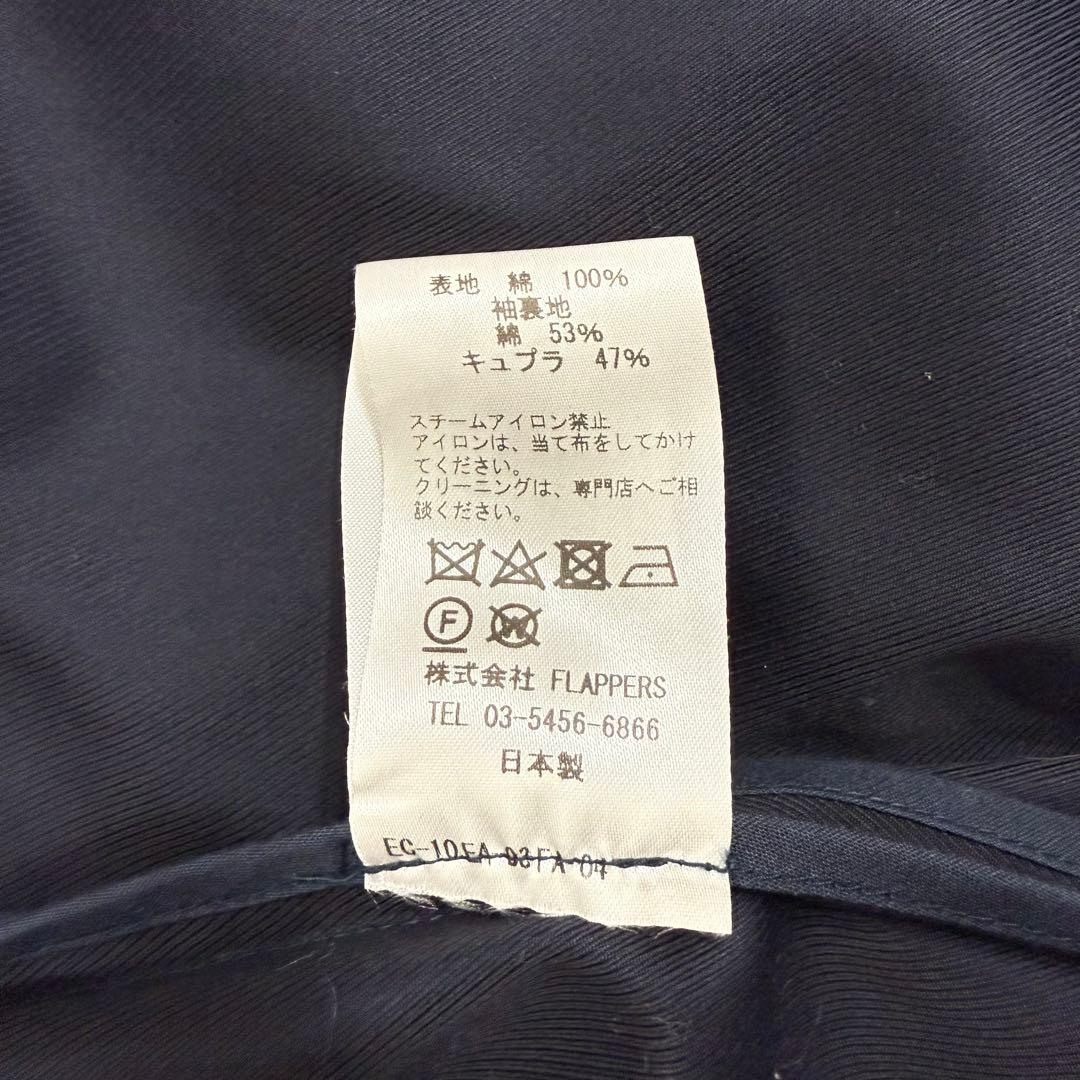 表地 綿 100%
袖裏地
綿 53%
キュプラ 47%
スチームアイロン禁止
アイロンは、当て布をしてかけ
てください。
クリーニングは、専門店へご相
談ください。
F
W
株式会社 FLAPPERS
TEL 03-5456-6866
日本製